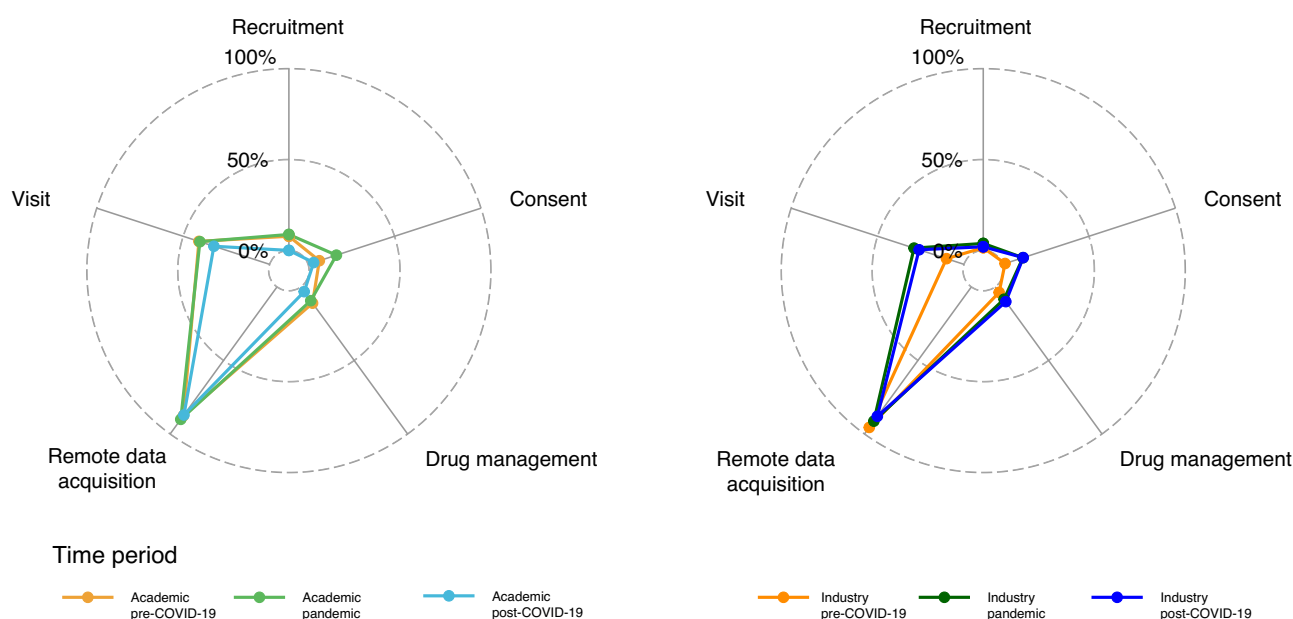 Recruitment
100%
50%
Visit
Consent
0%
Remote data
acquisition
Drug management
Recruitment
100%
50%
Visit
Consent
0%
Remote data
acquisition
Drug management
Time period
Academic
pre-COVID-19
Academic
pandemic
Academic
post-COVID-19
Industry
pre-COVID-19
Industry
pandemic
Industry
post-COVID-19